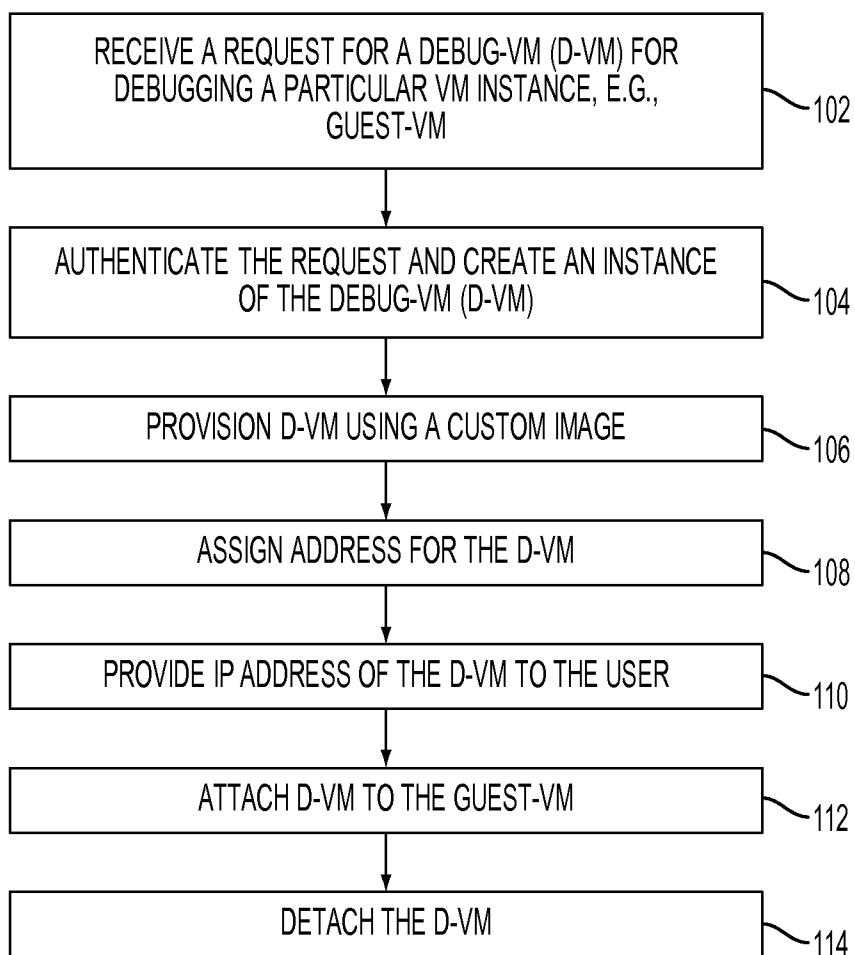 RECEIVE A REQUEST FOR A DEBUG-VM (D-VM) FOR
DEBUGGING A PARTICULAR VM INSTANCE, E.G.,
GUEST-VM
102
AUTHENTICATE THE REQUEST AND CREATE AN INSTANCE
OF THE DEBUG-VM (D-VM)
104
PROVISION D-VM USING A CUSTOM IMAGE
106
ASSIGN ADDRESS FOR THE D-VM
108
PROVIDE IP ADDRESS OF THE D-VM TO THE USER
110
ATTACH D-VM TO THE GUEST-VM
112
DETACH THE D-VM
114